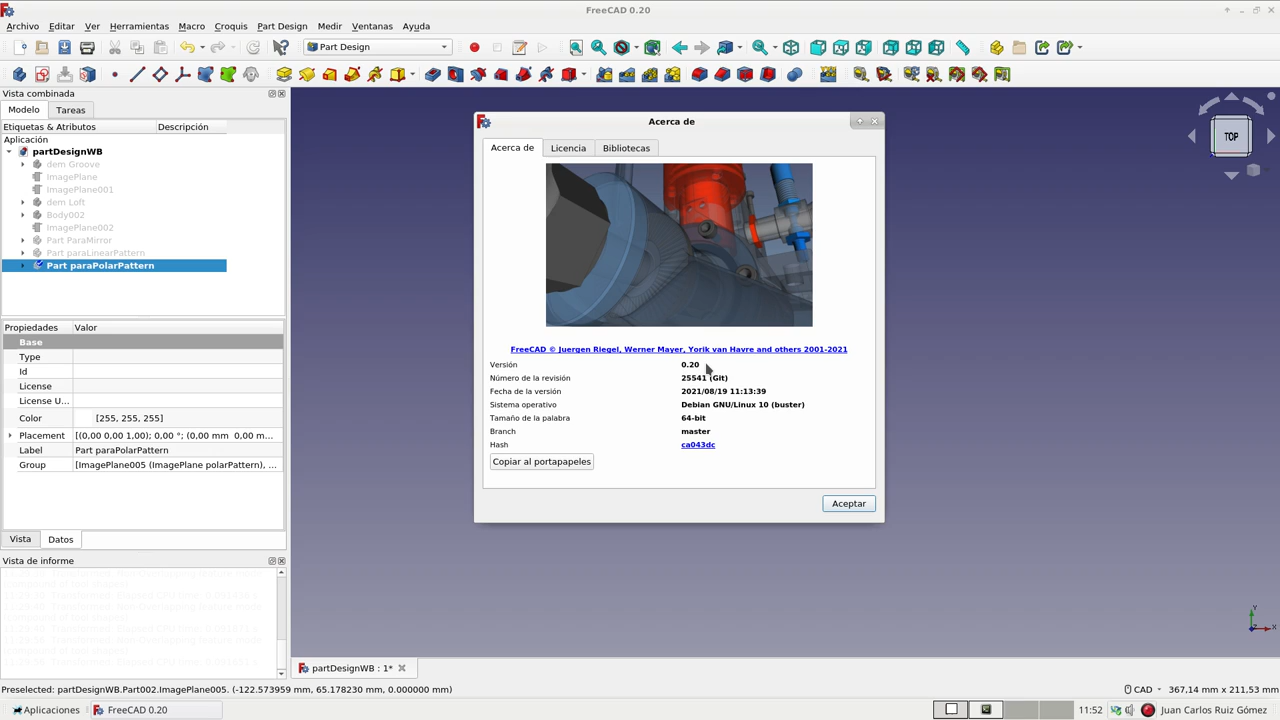 FreeCAD 0.20
Archivo Editar Ver Herramientas Macro Croquis Part Design Medir Ventanas Ayuda
Part Design
Vista combinada
Modelo Tareas
Etiquetas & Atributos Descripción
Aplicación
partDesignWB
dem Groove
ImagePlane
ImagePlane001
dem Loft
Body002
ImagePlane002
Part ParaMirror
Part paraLinearPattern
Part paraPolarPattern
Propiedades Valor
Base
Type
Id
License
License U...
Color [255, 255, 255]
Placement [(0,00 0,00 1,00); 0,00 °; (0,00 mm 0,00 m...
Label Part paraPolarPattern
Group [ImagePlane005 (ImagePlane polarPattern), ...
Vista Datos
Vista de informe
Acerca de
Acerca de Licencia Bibliotecas
FreeCAD © Juergen Riegel, Werner Mayer, Yorik van Havre and others 2001-2021
Versión 0.20
Número de la revisión 25541 (Git)
Fecha de la versión 2021/08/19 11:13:39
Sistema operativo Debian GNU/Linux 10 (buster)
Tamaño de la palabra 64-bit
Branch master
Hash ca043dc
Copiar al portapapeles
Aceptar
TOP
Y
X
partDesignWB : 1*
Preselected: partDesignWB.Part002.ImagePlane005. (-122.573959 mm, 65.178230 mm, 0.000000 mm)
CAD 367,14 mm x 211,53 mm
Aplicaciones FreeCAD 0.20 11:52 Juan Carlos Ruiz Gómez